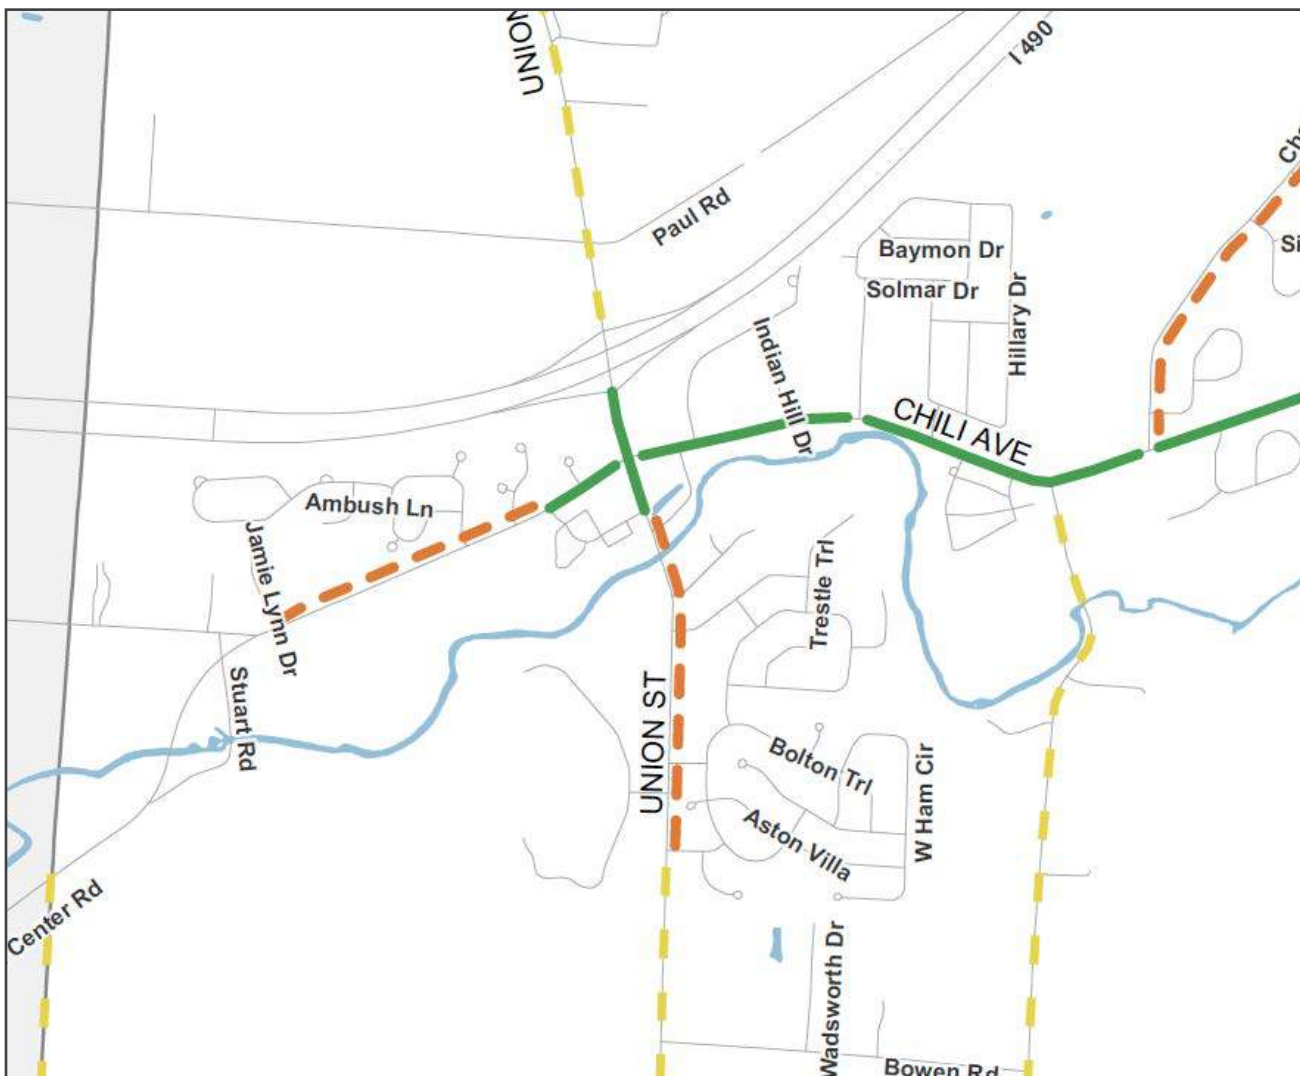 UNION
I 490
Paul Rd
Baymon Dr
Solmar Dr
Hillary Dr
Indian Hill Dr
CHILI AVE
Ambush Ln
Jamie Lynn Dr
Trestle Trl
Stuart Rd
UNION ST
Bolton Trl
W Ham Cir
Aston Villa
Center Rd
Wadsworth Dr
Bowen Rd